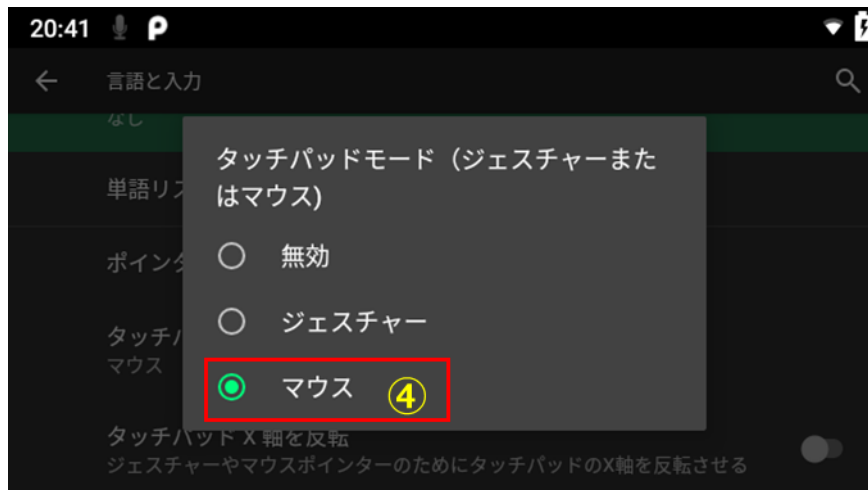 20:41
言語と入力
なし
タッチパッドモード（ジェスチャーまた
はマウス)
単語リス
無効
ポインタ
ジェスチャー
タッチパ
マウス
マウス ④
タッチパッド X 軸を反転
ジェスチャーやマウスポインターのためにタッチパッドのX軸を反転させる